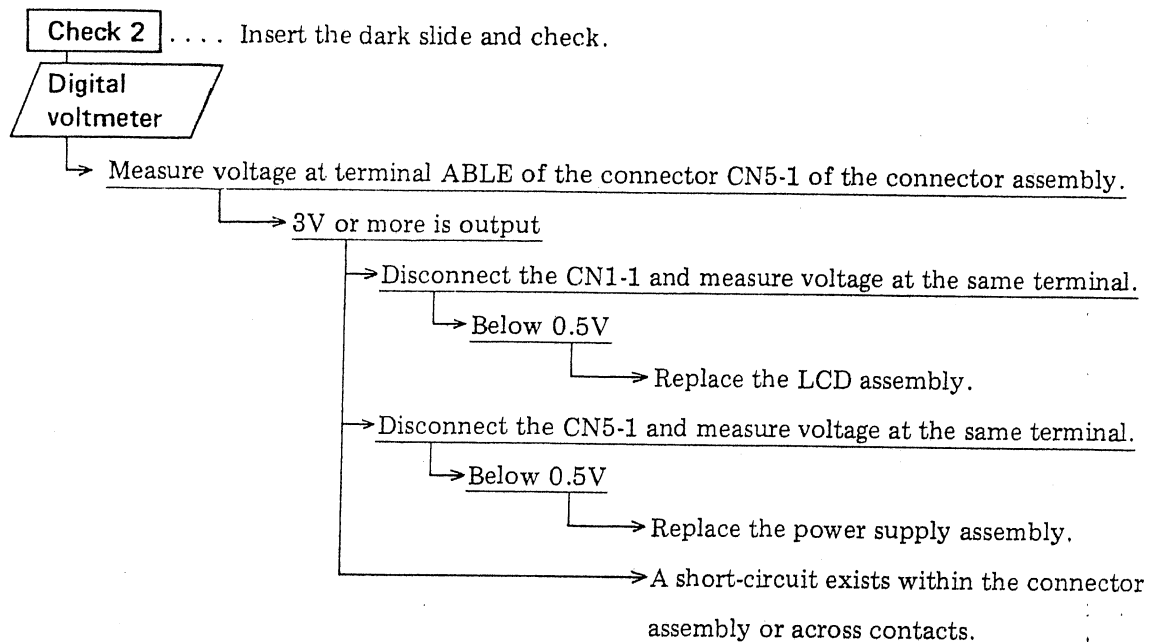 Check 2 .... Insert the dark slide and check.
Digital
voltmeter
Measure voltage at terminal ABLE of the connector CN5-1 of the connector assembly.
3V or more is output
Disconnect the CN1-1 and measure voltage at the same terminal.
Below 0.5V
Replace the LCD assembly.
Disconnect the CN5-1 and measure voltage at the same terminal.
Below 0.5V
Replace the power supply assembly.
A short-circuit exists within the connector
assembly or across contacts.